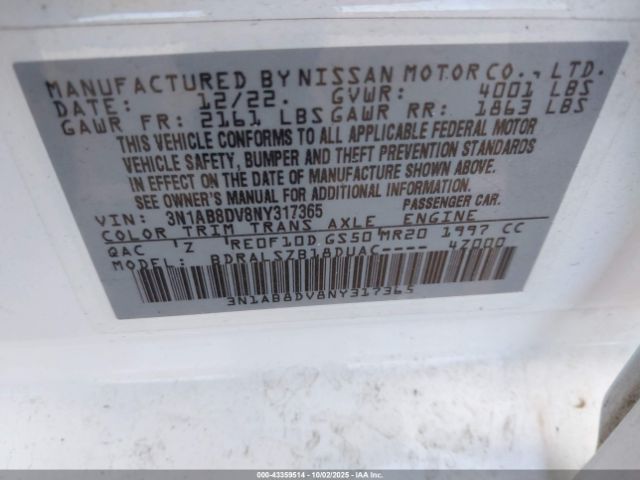 MANUFACTURED BY NISSAN MOTOR CO., LTD.
DATE: 12/22. GVWR: 4001 LBS
GAWR FR: 2161 LBS GAWR RR: 1863 LBS
THIS VEHICLE CONFORMS TO ALL APPLICABLE FEDERAL MOTOR
VEHICLE SAFETY, BUMPER AND THEFT PREVENTION STANDARDS
IN EFFECT ON THE DATE OF MANUFACTURE SHOWN ABOVE.
SEE OWNER'S MANUAL FOR ADDITIONAL INFORMATION.
VIN: 3N1AB8DV8NY317365 PASSENGER CAR.
COLOR TRIM TRANS AXLE ENGINE
QAC 'Z RE0F10D GS50 MR20 1997 CC
MODEL: BDRALSZB18DUAC---- 4Z000
3N1AB8DV8NY317365
000-43359514 - 10/02/2025 - IAAI.com